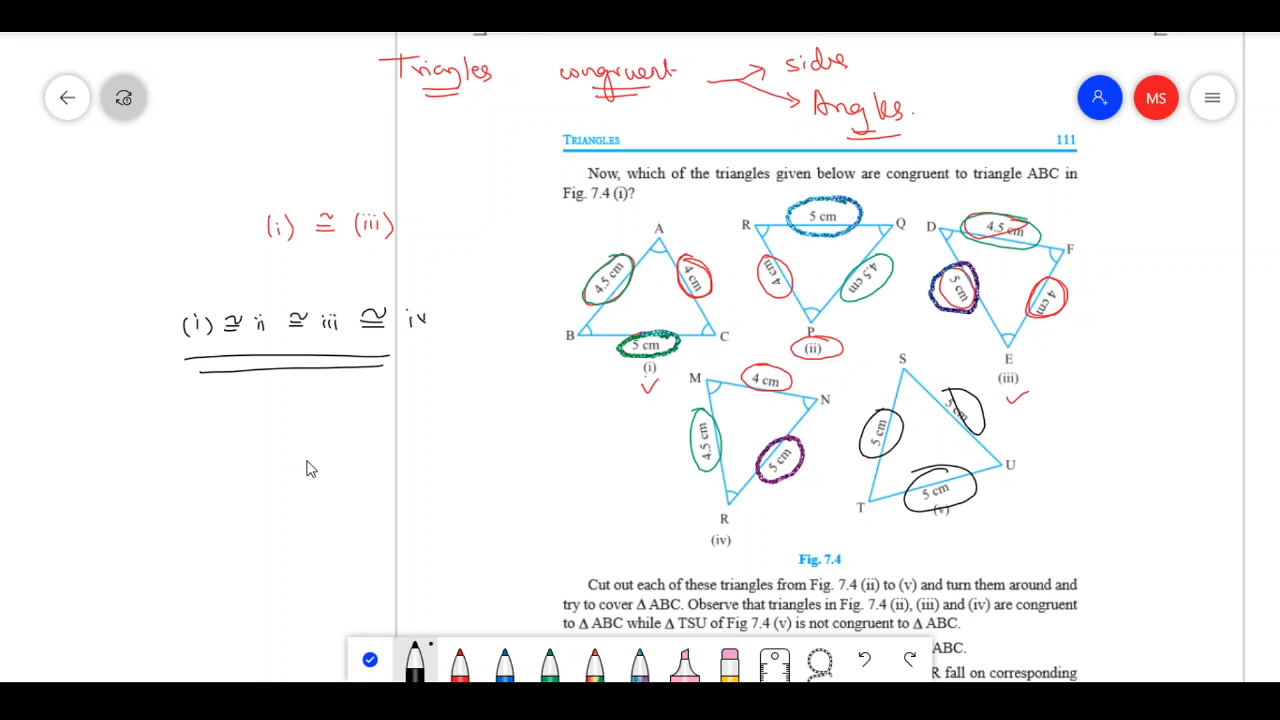 Triangles congruent sides
Angles.
MS
TRIANGLES 111
Now, which of the triangles given below are congruent to triangle ABC in
Fig. 7.4 (i)?
(i) ≅ (iii)
A
4.5 cm
4 cm
B
5 cm
C
(i)
R
5 cm
Q
4 cm
4.5 cm
P
(ii)
D
4.5 cm
F
5 cm
4 cm
E
(iii)
(i) ≅ ii ≅ iii ≅ iv
M
4 cm
N
4.5 cm
5 cm
R
(iv)
S
5 cm
5 cm
U
T
5 cm
(v)
Fig. 7.4
Cut out each of these triangles from Fig. 7.4 (ii) to (v) and turn them around and
try to cover Δ ABC. Observe that triangles in Fig. 7.4 (ii), (iii) and (iv) are congruent
to Δ ABC while Δ TSU of Fig 7.4 (v) is not congruent to Δ ABC.
ABC.
R fall on corresponding